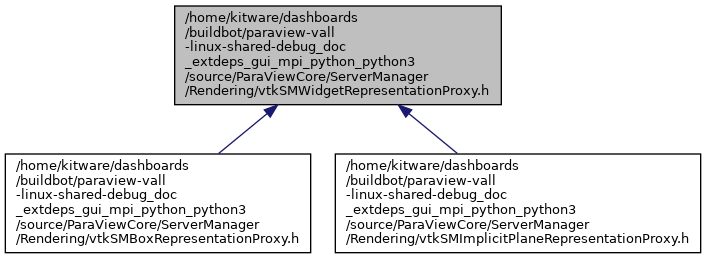 /home/kitware/dashboards
/buildbot/paraview-vall
-linux-shared-debug_doc
_extdeps_gui_mpi_python_python3
/source/ParaViewCore/ServerManager
/Rendering/vtkSMWidgetRepresentationProxy.h
/home/kitware/dashboards
/buildbot/paraview-vall
-linux-shared-debug_doc
_extdeps_gui_mpi_python_python3
/source/ParaViewCore/ServerManager
/Rendering/vtkSMBoxRepresentationProxy.h
/home/kitware/dashboards
/buildbot/paraview-vall
-linux-shared-debug_doc
_extdeps_gui_mpi_python_python3
/source/ParaViewCore/ServerManager
/Rendering/vtkSMImplicitPlaneRepresentationProxy.h